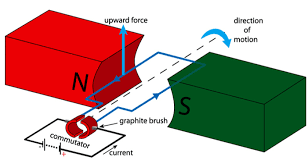 upward force
direction
of
motion
N
S
graphite brush
commutator
current
+